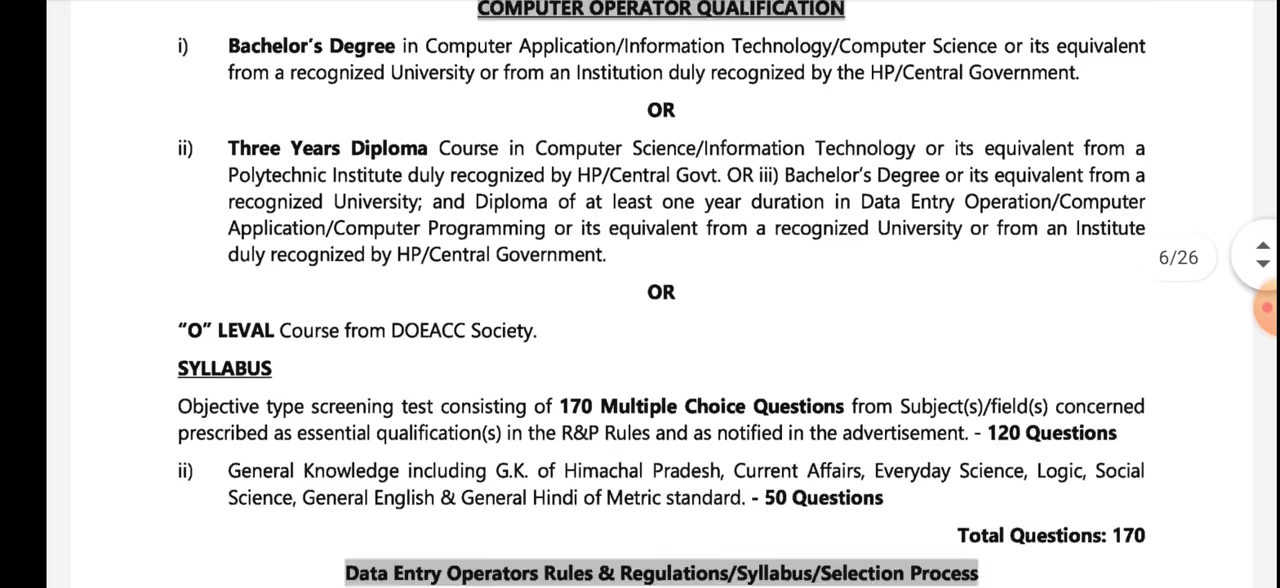 COMPUTER OPERATOR QUALIFICATION
i) Bachelor's Degree in Computer Application/Information Technology/Computer Science or its equivalent
from a recognized University or from an Institution duly recognized by the HP/Central Government.
OR
ii) Three Years Diploma Course in Computer Science/Information Technology or its equivalent from a
Polytechnic Institute duly recognized by HP/Central Govt. OR iii) Bachelor's Degree or its equivalent from a
recognized University; and Diploma of at least one year duration in Data Entry Operation/Computer
Application/Computer Programming or its equivalent from a recognized University or from an Institute
duly recognized by HP/Central Government.
6/26
OR
"O" LEVAL Course from DOEACC Society.
SYLLABUS
Objective type screening test consisting of 170 Multiple Choice Questions from Subject(s)/field(s) concerned
prescribed as essential qualification(s) in the R&P Rules and as notified in the advertisement. - 120 Questions
ii) General Knowledge including G.K. of Himachal Pradesh, Current Affairs, Everyday Science, Logic, Social
Science, General English & General Hindi of Metric standard. - 50 Questions
Total Questions: 170
Data Entry Operators Rules & Regulations/Syllabus/Selection Process